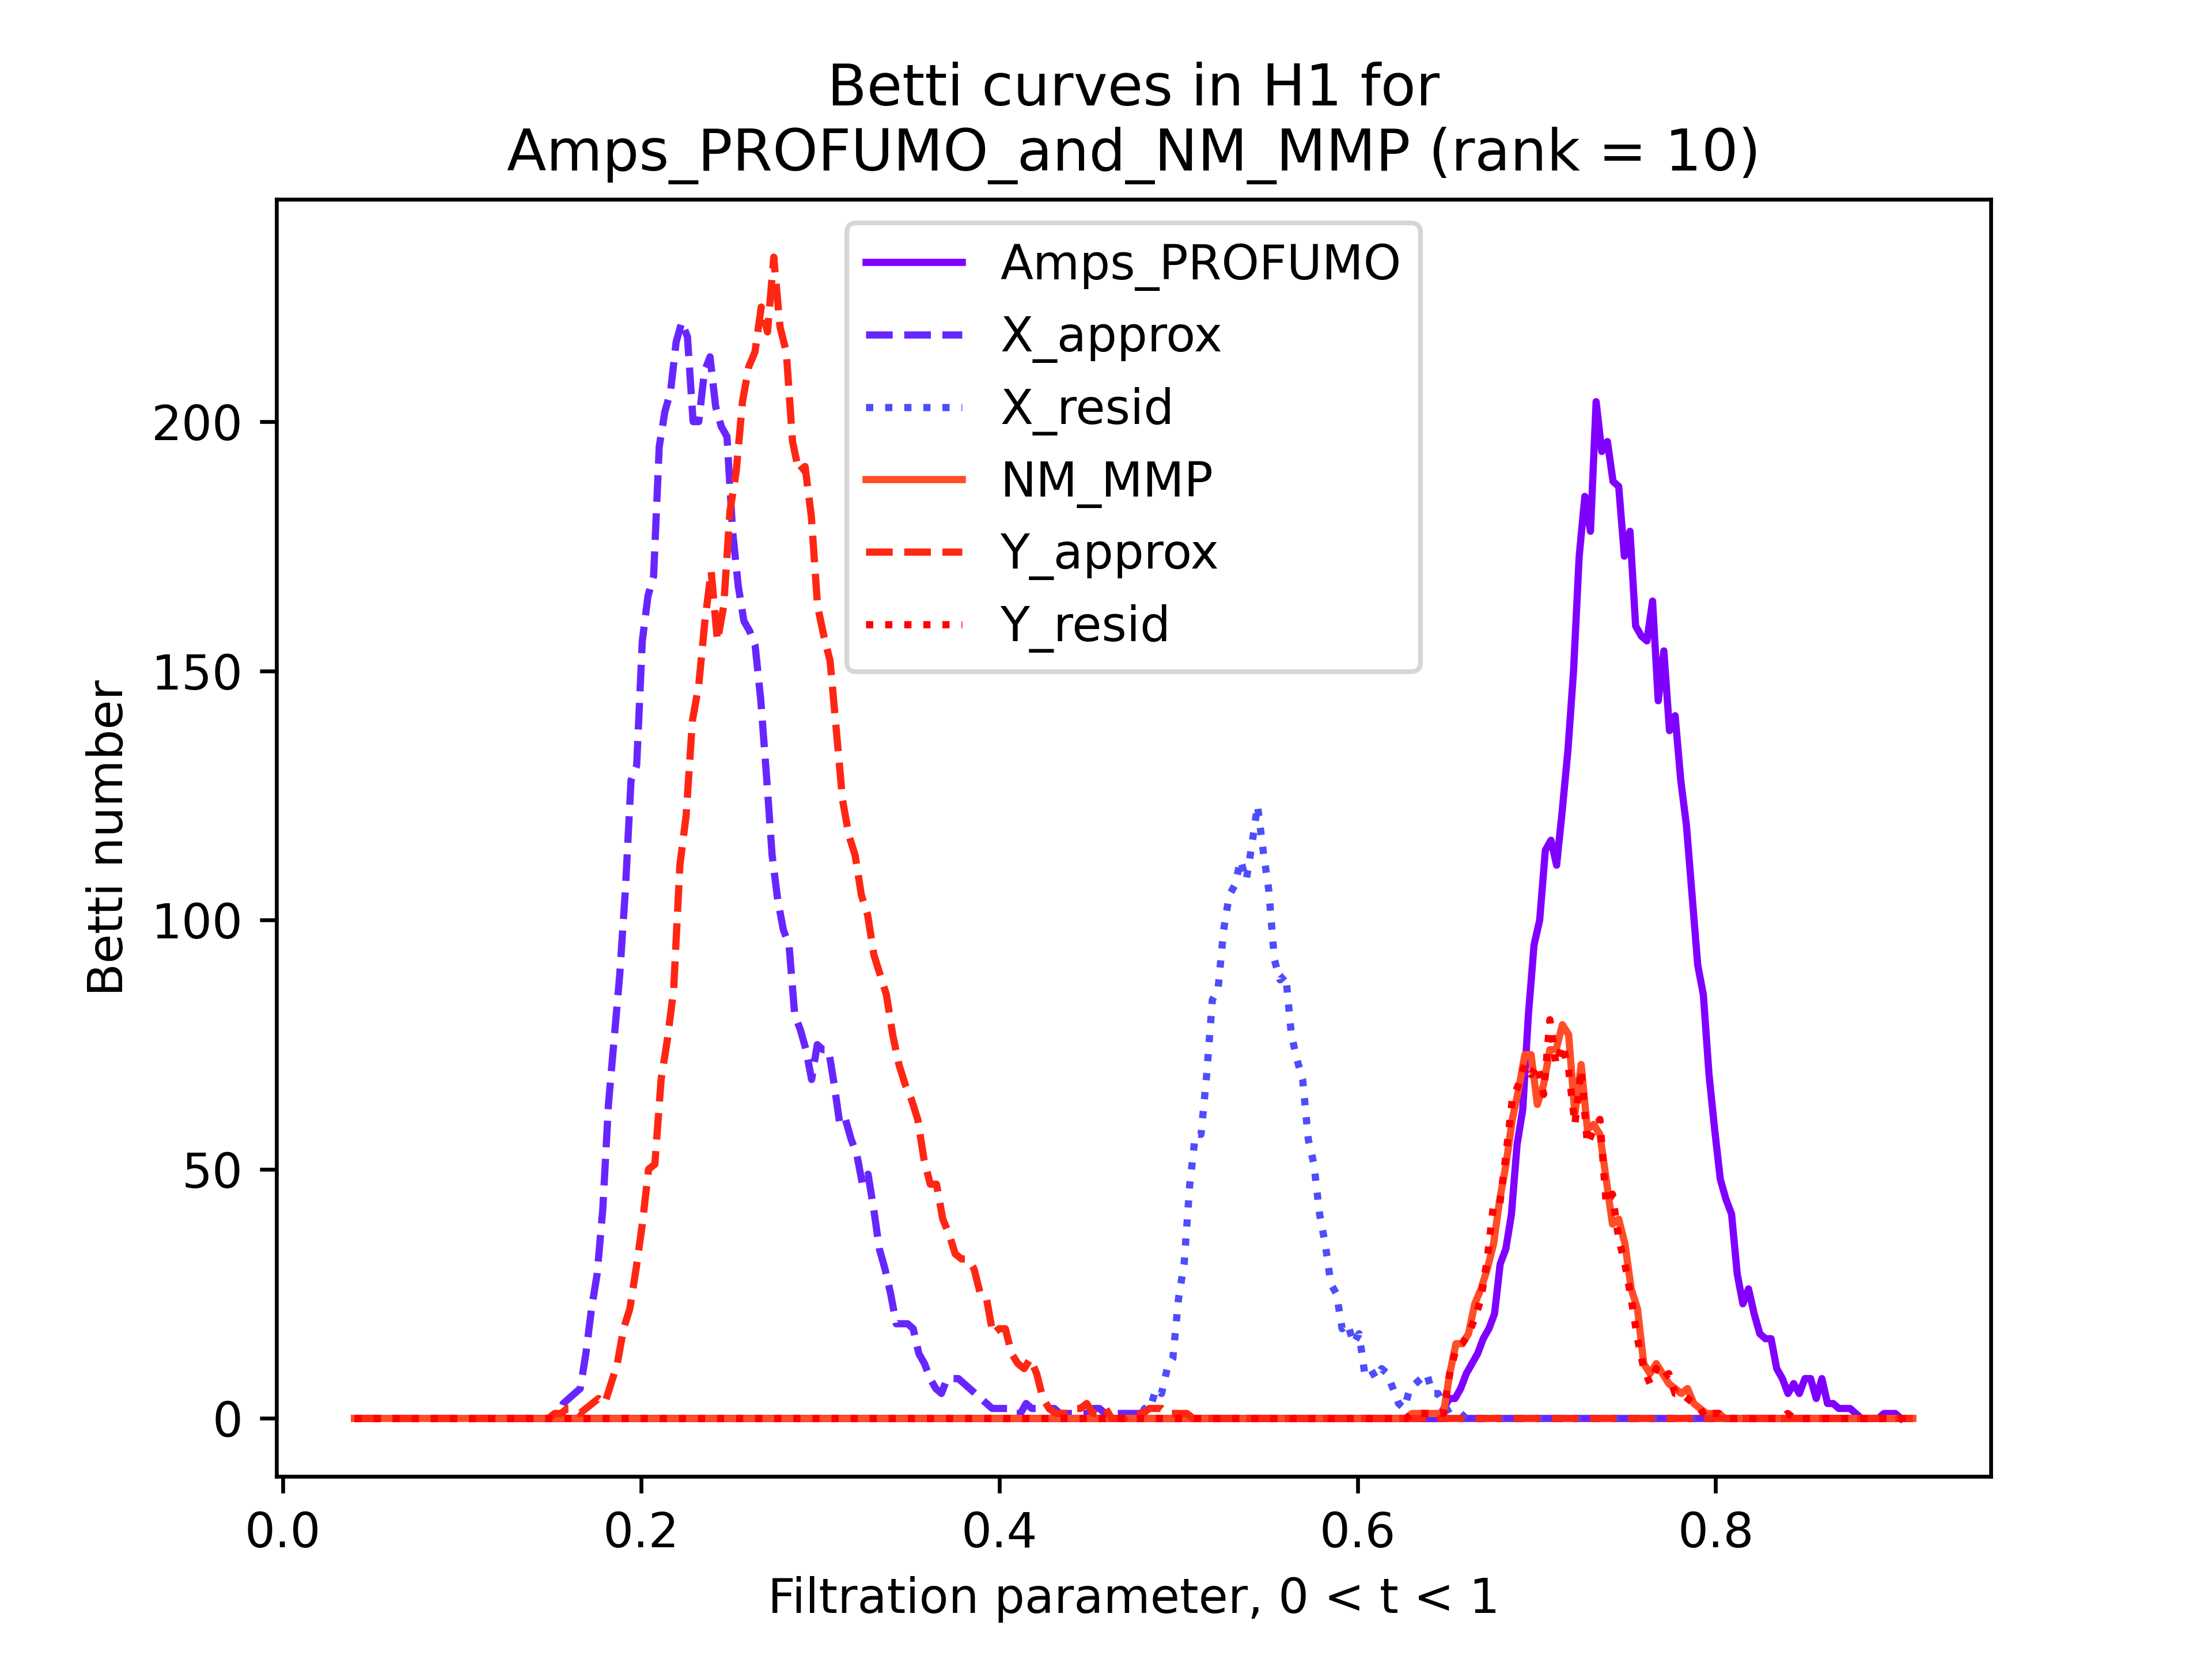 Betti curves in H1 for
Amps_PROFUMO_and_NM_MMP (rank = 10)
Amps_PROFUMO
X_approx
X_resid
NM_MMP
Y_approx
Y_resid
Betti number
200
150
100
50
0
0.0 0.2 0.4 0.6 0.8
Filtration parameter, 0 < t < 1